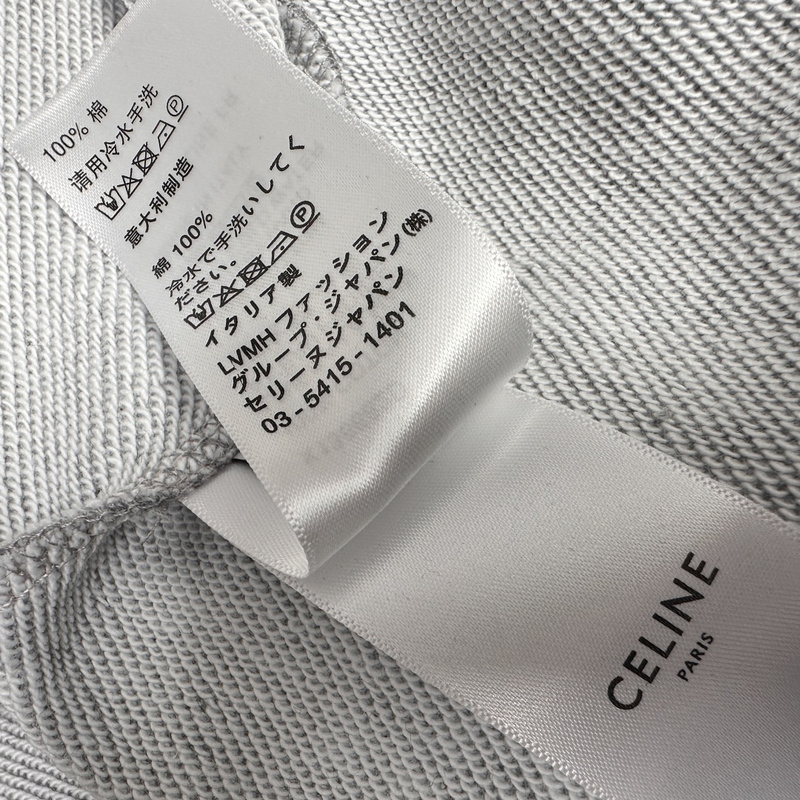 100% 棉
请用冷水手洗
意大利制造
綿 100%
冷水で手洗いしてく
ださい。
イタリア製
LVMH ファッション
グループ・ジャパン(株)
セリーヌ ジャパン
03-5415-1401
CELINE
PARIS